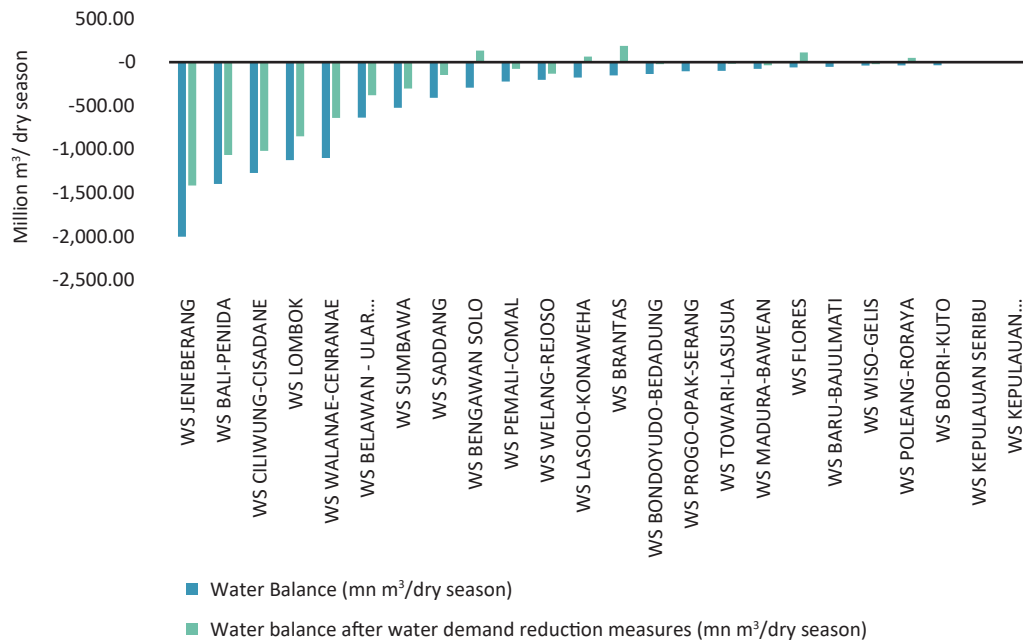 Million m³/ dry season
500.00
-0
-500.00
-1,000.00
-1,500.00
-2,000.00
-2,500.00
WS JENEBERANG
WS BALI-PENIDA
WS CILIWUNG-CISADANE
WS LOMBOK
WS WALANAE-CENRANAE
WS BELAWAN - ULAR...
WS SUMBAWA
WS SADDANG
WS BENGAWAN SOLO
WS PEMALI-COMAL
WS WELANG-REJOSO
WS LASOLO-KONAWEHA
WS BRANTAS
WS BONDOYUDO-BEDADUNG
WS PROGO-OPAK-SERANG
WS TOWARI-LASUSUA
WS MADURA-BAWEAN
WS FLORES
WS BARU-BAJULMATI
WS WISO-GELIS
WS POLEANG-RORAYA
WS BODRI-KUTO
WS KEPULAUAN SERIBU
WS KEPULAUAN...
Water Balance (mn m³/dry season)
Water balance after water demand reduction measures (mn m³/dry season)